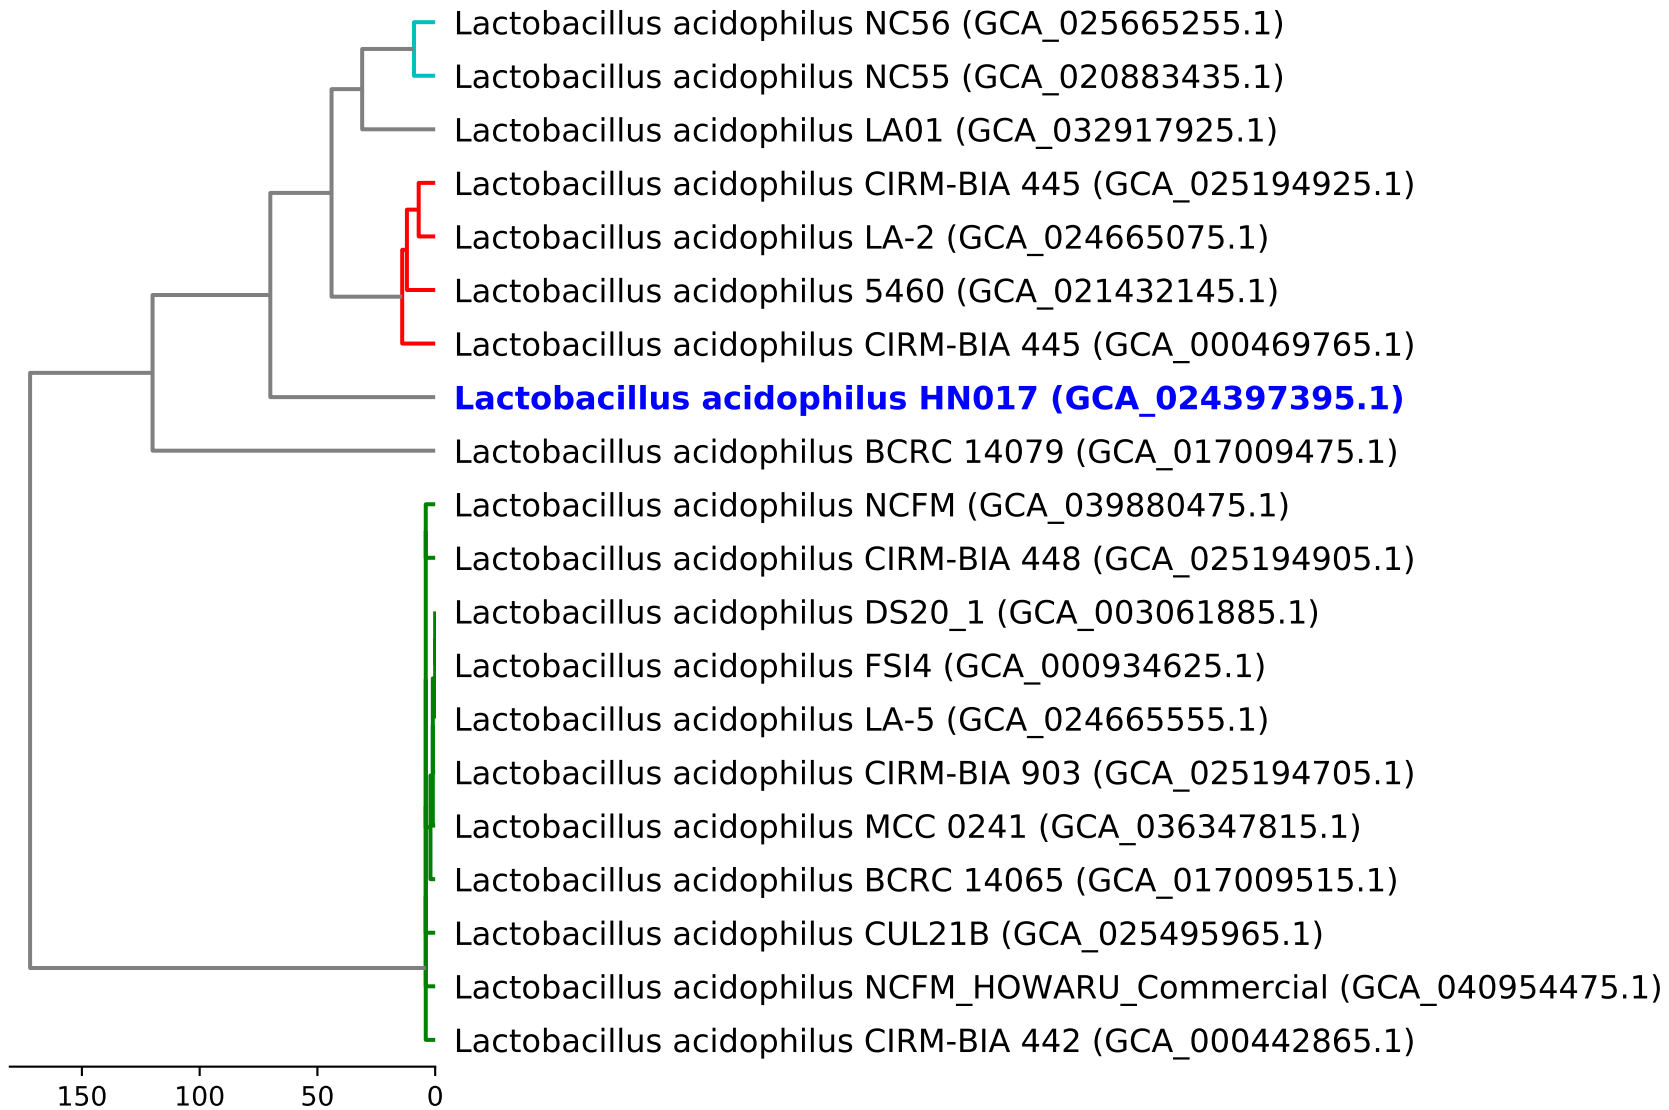 Lactobacillus acidophilus NC56 (GCA_025665255.1)
Lactobacillus acidophilus NC55 (GCA_020883435.1)
Lactobacillus acidophilus LA01 (GCA_032917925.1)
Lactobacillus acidophilus CIRM-BIA 445 (GCA_025194925.1)
Lactobacillus acidophilus LA-2 (GCA_024665075.1)
Lactobacillus acidophilus 5460 (GCA_021432145.1)
Lactobacillus acidophilus CIRM-BIA 445 (GCA_000469765.1)
Lactobacillus acidophilus HN017 (GCA_024397395.1)
Lactobacillus acidophilus BCRC 14079 (GCA_017009475.1)
Lactobacillus acidophilus NCFM (GCA_039880475.1)
Lactobacillus acidophilus CIRM-BIA 448 (GCA_025194905.1)
Lactobacillus acidophilus DS20_1 (GCA_003061885.1)
Lactobacillus acidophilus FSI4 (GCA_000934625.1)
Lactobacillus acidophilus LA-5 (GCA_024665555.1)
Lactobacillus acidophilus CIRM-BIA 903 (GCA_025194705.1)
Lactobacillus acidophilus MCC 0241 (GCA_036347815.1)
Lactobacillus acidophilus BCRC 14065 (GCA_017009515.1)
Lactobacillus acidophilus CUL21B (GCA_025495965.1)
Lactobacillus acidophilus NCFM_HOWARU_Commercial (GCA_040954475.1)
Lactobacillus acidophilus CIRM-BIA 442 (GCA_000442865.1)
150 100 50 0